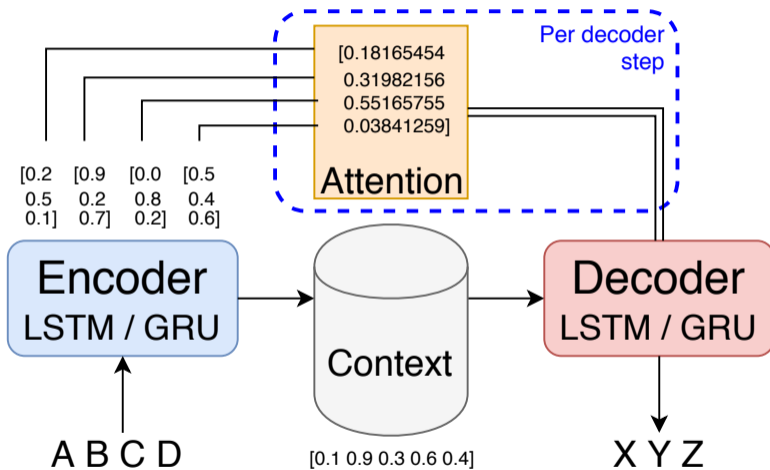 Per decoder
step
[0.18165454
0.31982156
0.55165755
0.03841259]
Attention
[0.2 [0.9 [0.0 [0.5
0.5 0.2 0.8 0.4
0.1] 0.7] 0.2] 0.6]
Encoder
LSTM / GRU
Context
Decoder
LSTM / GRU
A B C D
[0.1 0.9 0.3 0.6 0.4]
X Y Z